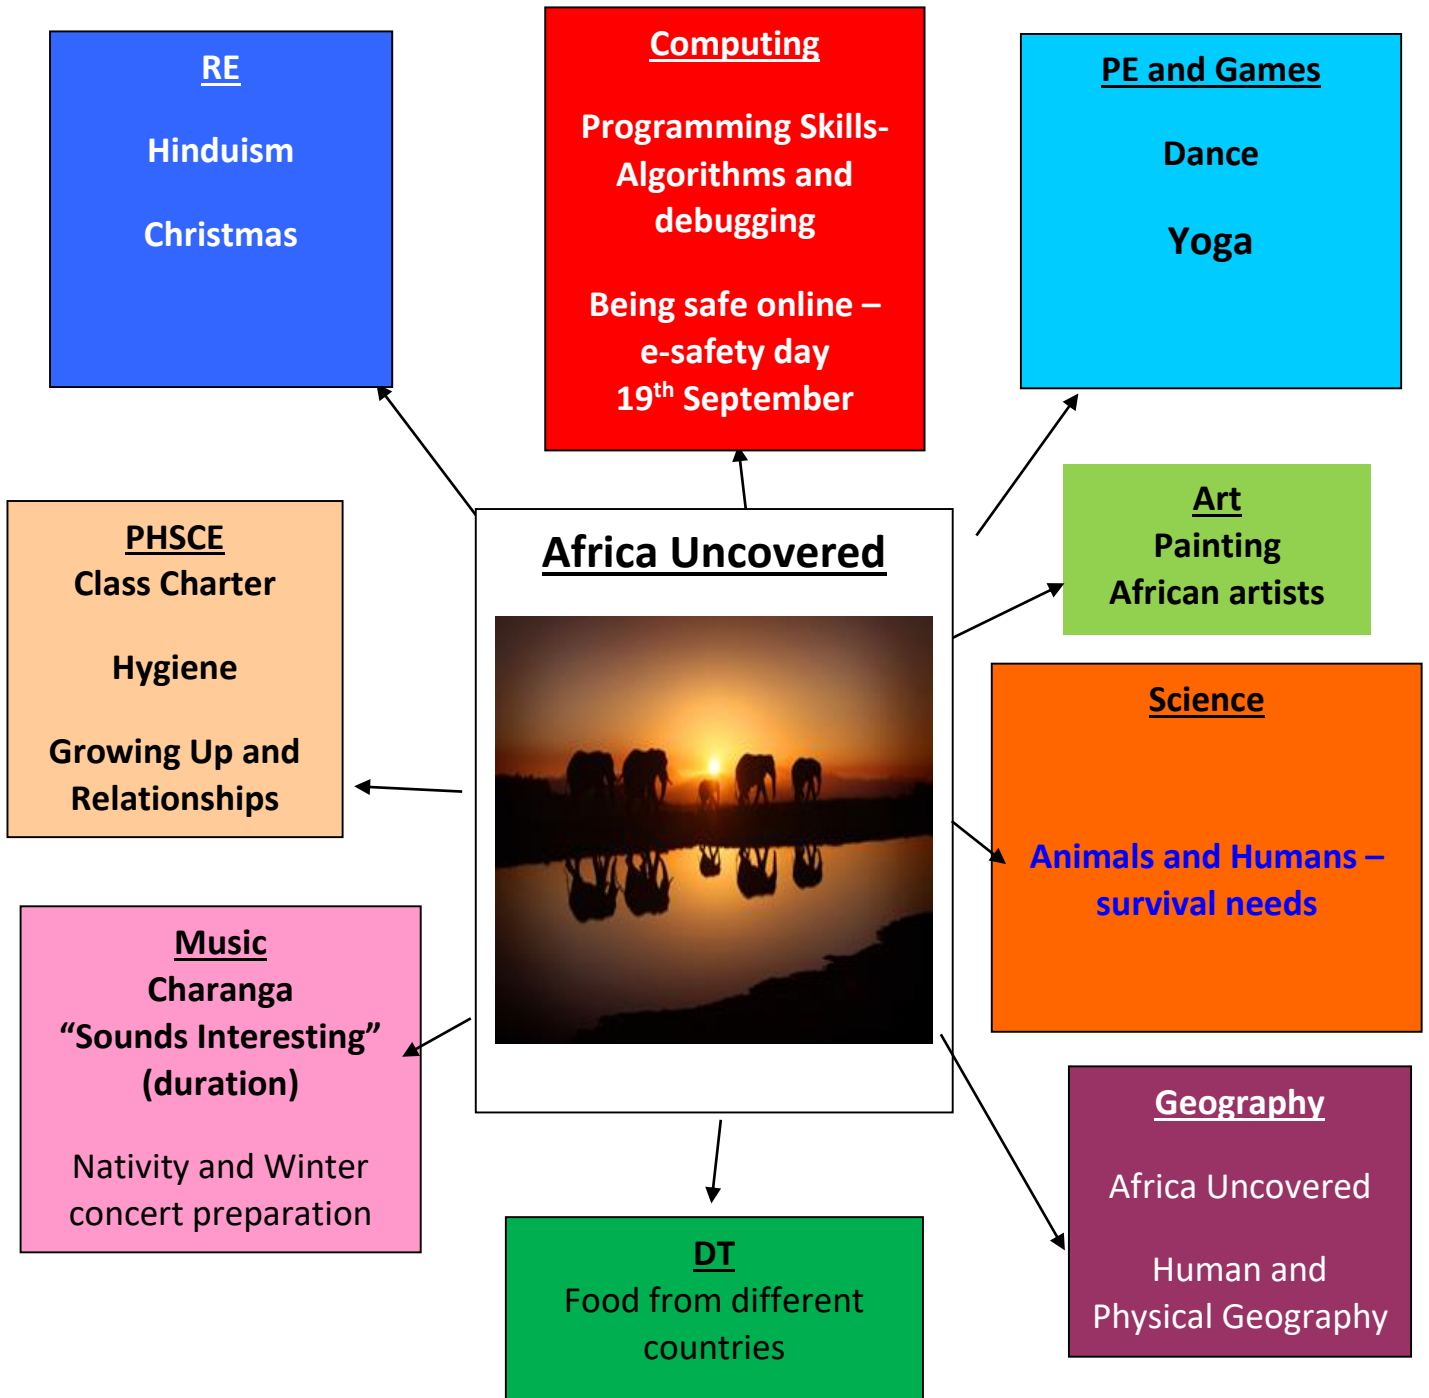 RE
Hinduism
Christmas
Computing
Programming Skills-
Algorithms and
debugging
Being safe online –
e-safety day
19th September
PE and Games
Dance
Yoga
PHSCE
Class Charter
Hygiene
Growing Up and
Relationships
Africa Uncovered
Art
Painting
African artists
Science
Animals and Humans –
survival needs
Music
Charanga
“Sounds Interesting”
(duration)
Nativity and Winter
concert preparation
DT
Food from different
countries
Geography
Africa Uncovered
Human and
Physical Geography